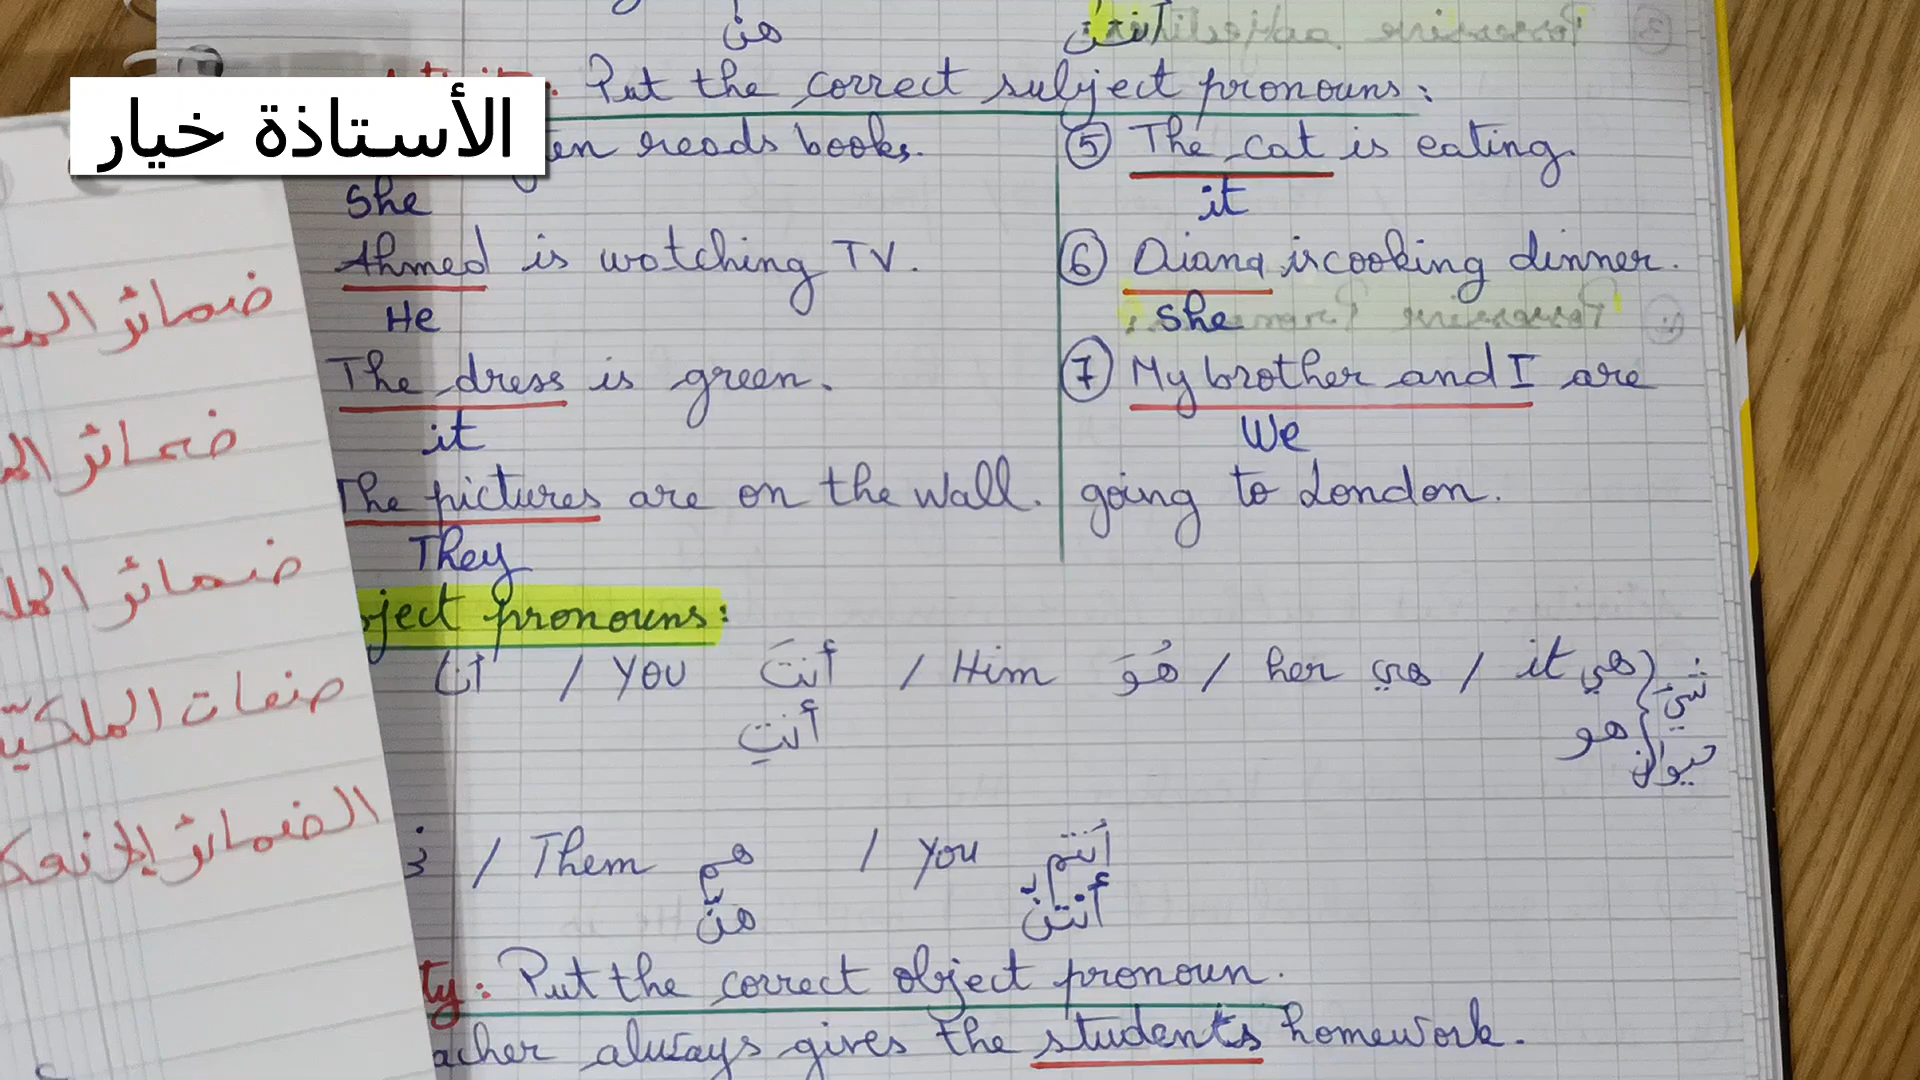 هن أنتن
الأستاذة خيار
Put the correct subject pronouns:
reads books.
She
Ahmed is watching TV.
He
The dress is green.
it
The pictures are on the wall.
They
⑤ The cat is eating.
it
⑥ Diana is cooking dinner.
she
⑦ My brother and I are
We
going to London.
ject pronouns:
أنا / YOU أنتَ / Him هُوَ / her هي / it هي شيء
أنتِ هو حيوان
/ Them هم / you أنتم
هن أنتن
ty: Put the correct object pronoun.
acher always gives the students homework.
ضمائر
ضمائر
ضمائر
صفات الملكية
الضمائر